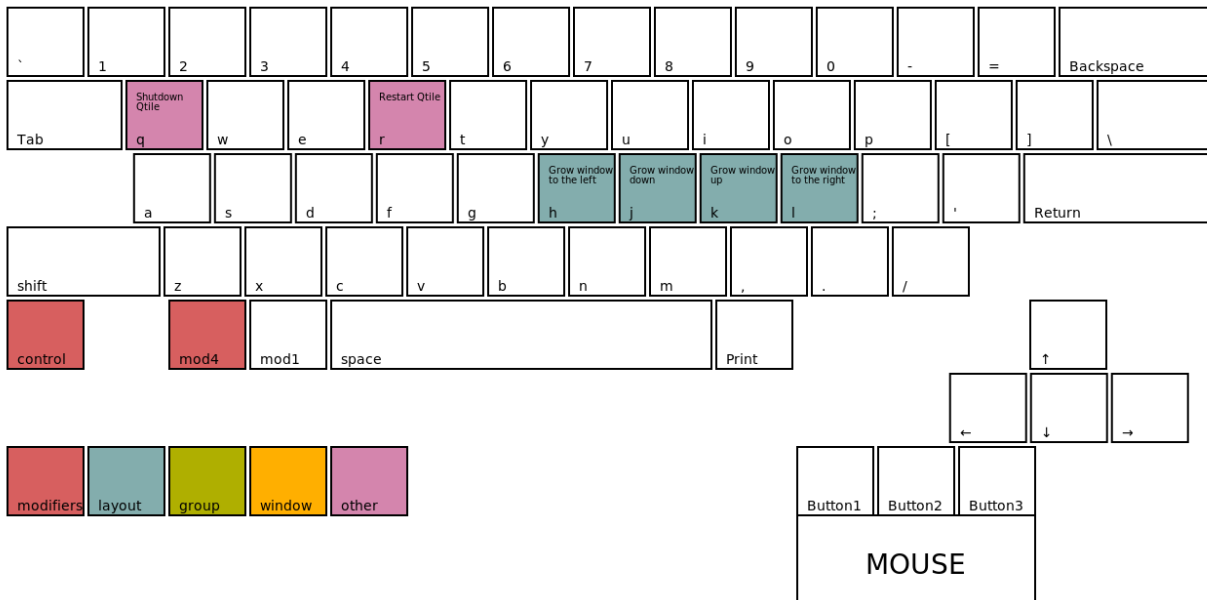 ` 1 2 3 4 5 6 7 8 9 0 - = Backspace
Shutdown
Qtile
Restart Qtile
Tab q w e r t y u i o p [ ] \
Grow window
to the left
Grow window
down
Grow window
up
Grow window
to the right
a s d f g h j k l ; ' Return
shift z x c v b n m , . /
control mod4 mod1 space Print ↑
← ↓ →
modifiers layout group window other Button1 Button2 Button3
MOUSE